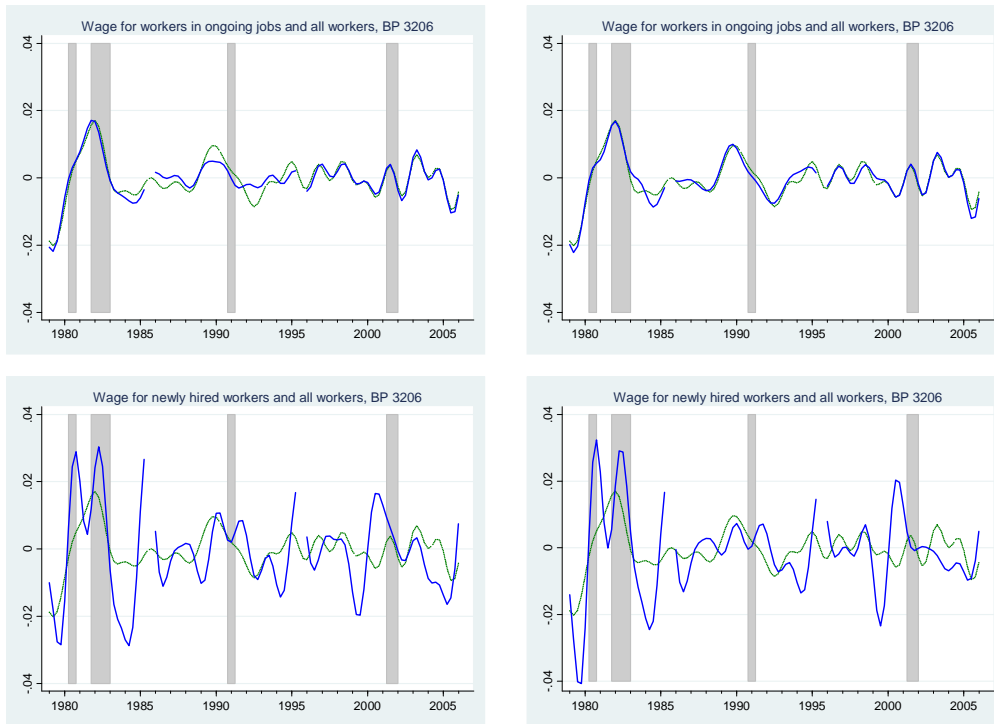 Wage for workers in ongoing jobs and all workers, BP 3206
.04
.02
0
-.02
-.04
1980 1985 1990 1995 2000 2005
Wage for workers in ongoing jobs and all workers, BP 3206
.04
.02
0
-.02
-.04
1980 1985 1990 1995 2000 2005
Wage for newly hired workers and all workers, BP 3206
.04
.02
0
-.02
-.04
1980 1985 1990 1995 2000 2005
Wage for newly hired workers and all workers, BP 3206
.04
.02
0
-.02
-.04
1980 1985 1990 1995 2000 2005